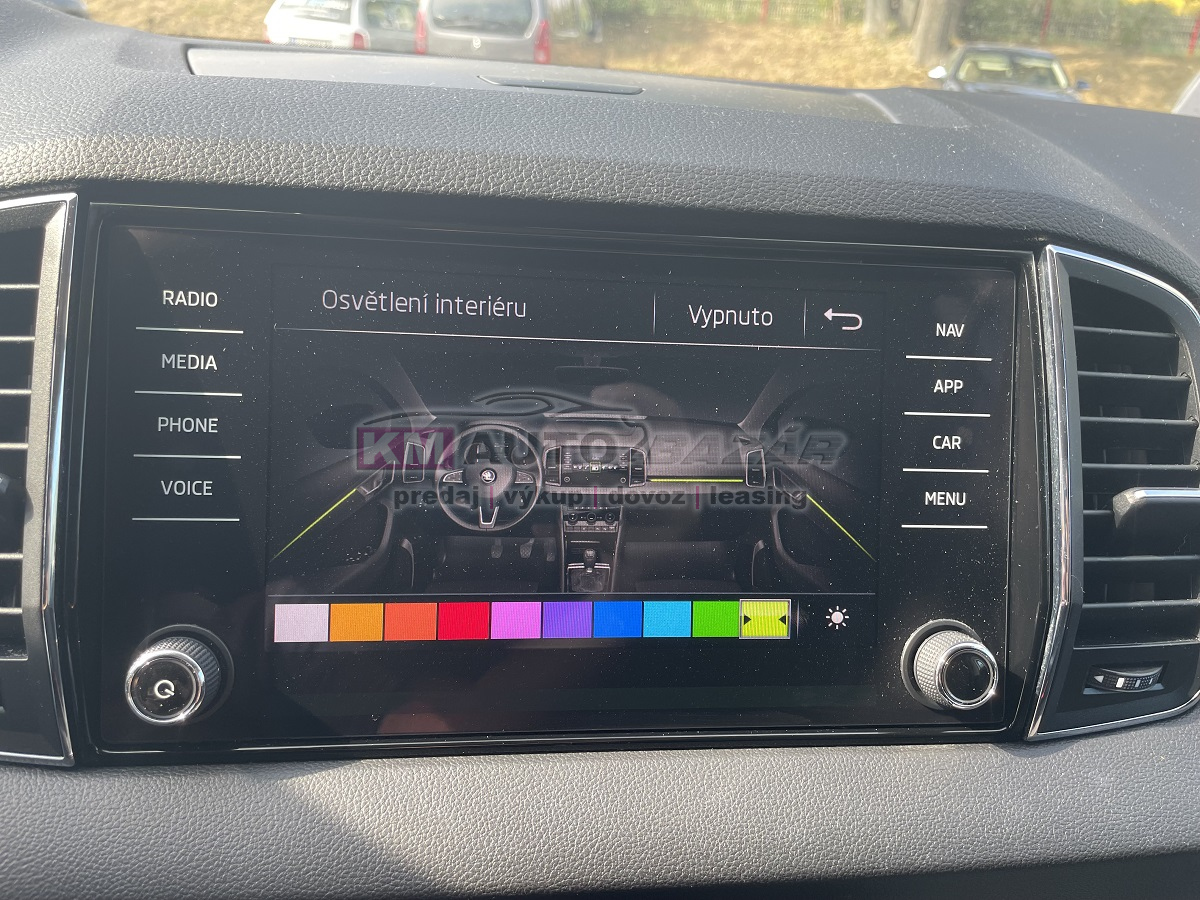 RADIO
MEDIA
PHONE
VOICE
Osvětlení interiéru
Vypnuto
NAV
APP
CAR
MENU
KM AUTOBAZÁR
predaj | výkup | dovoz | leasing